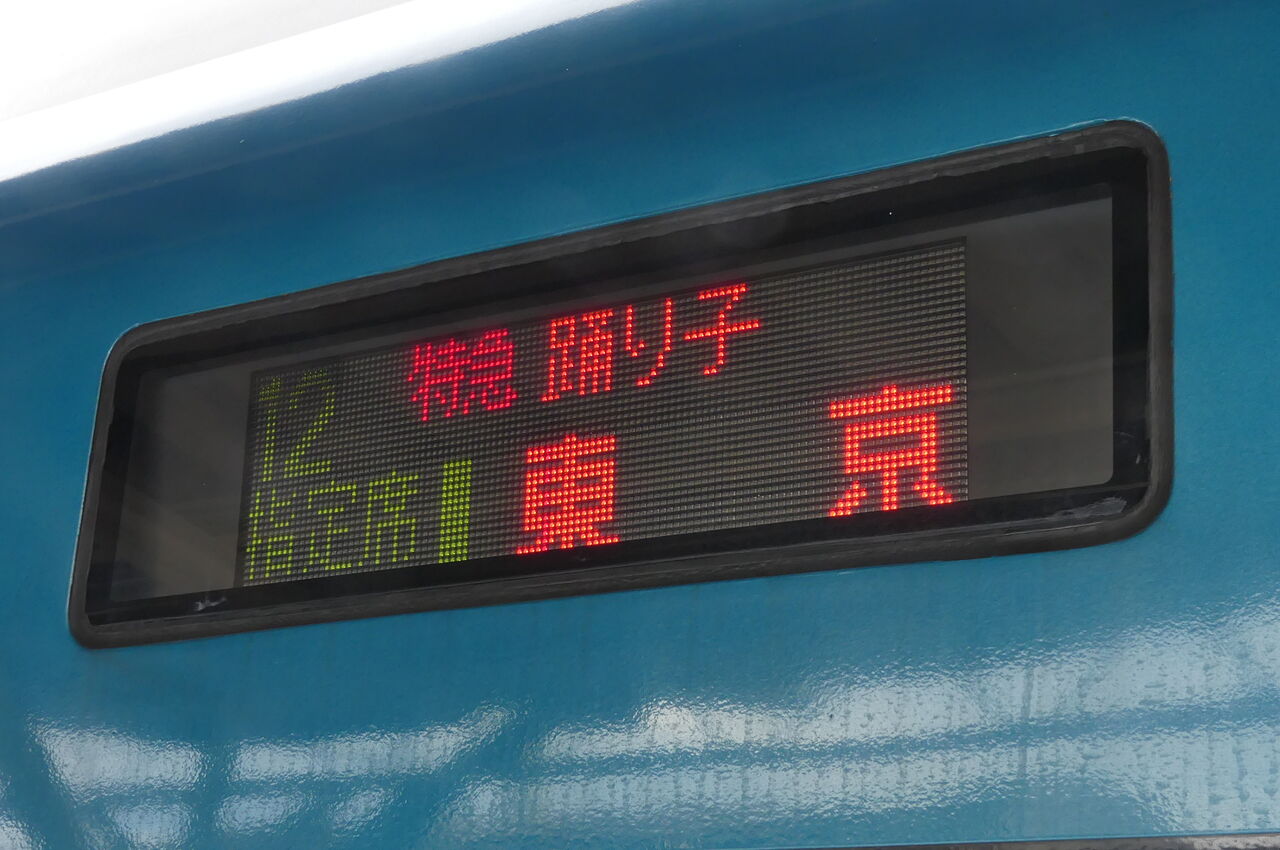 12 特急 踊り子
指定席 東京